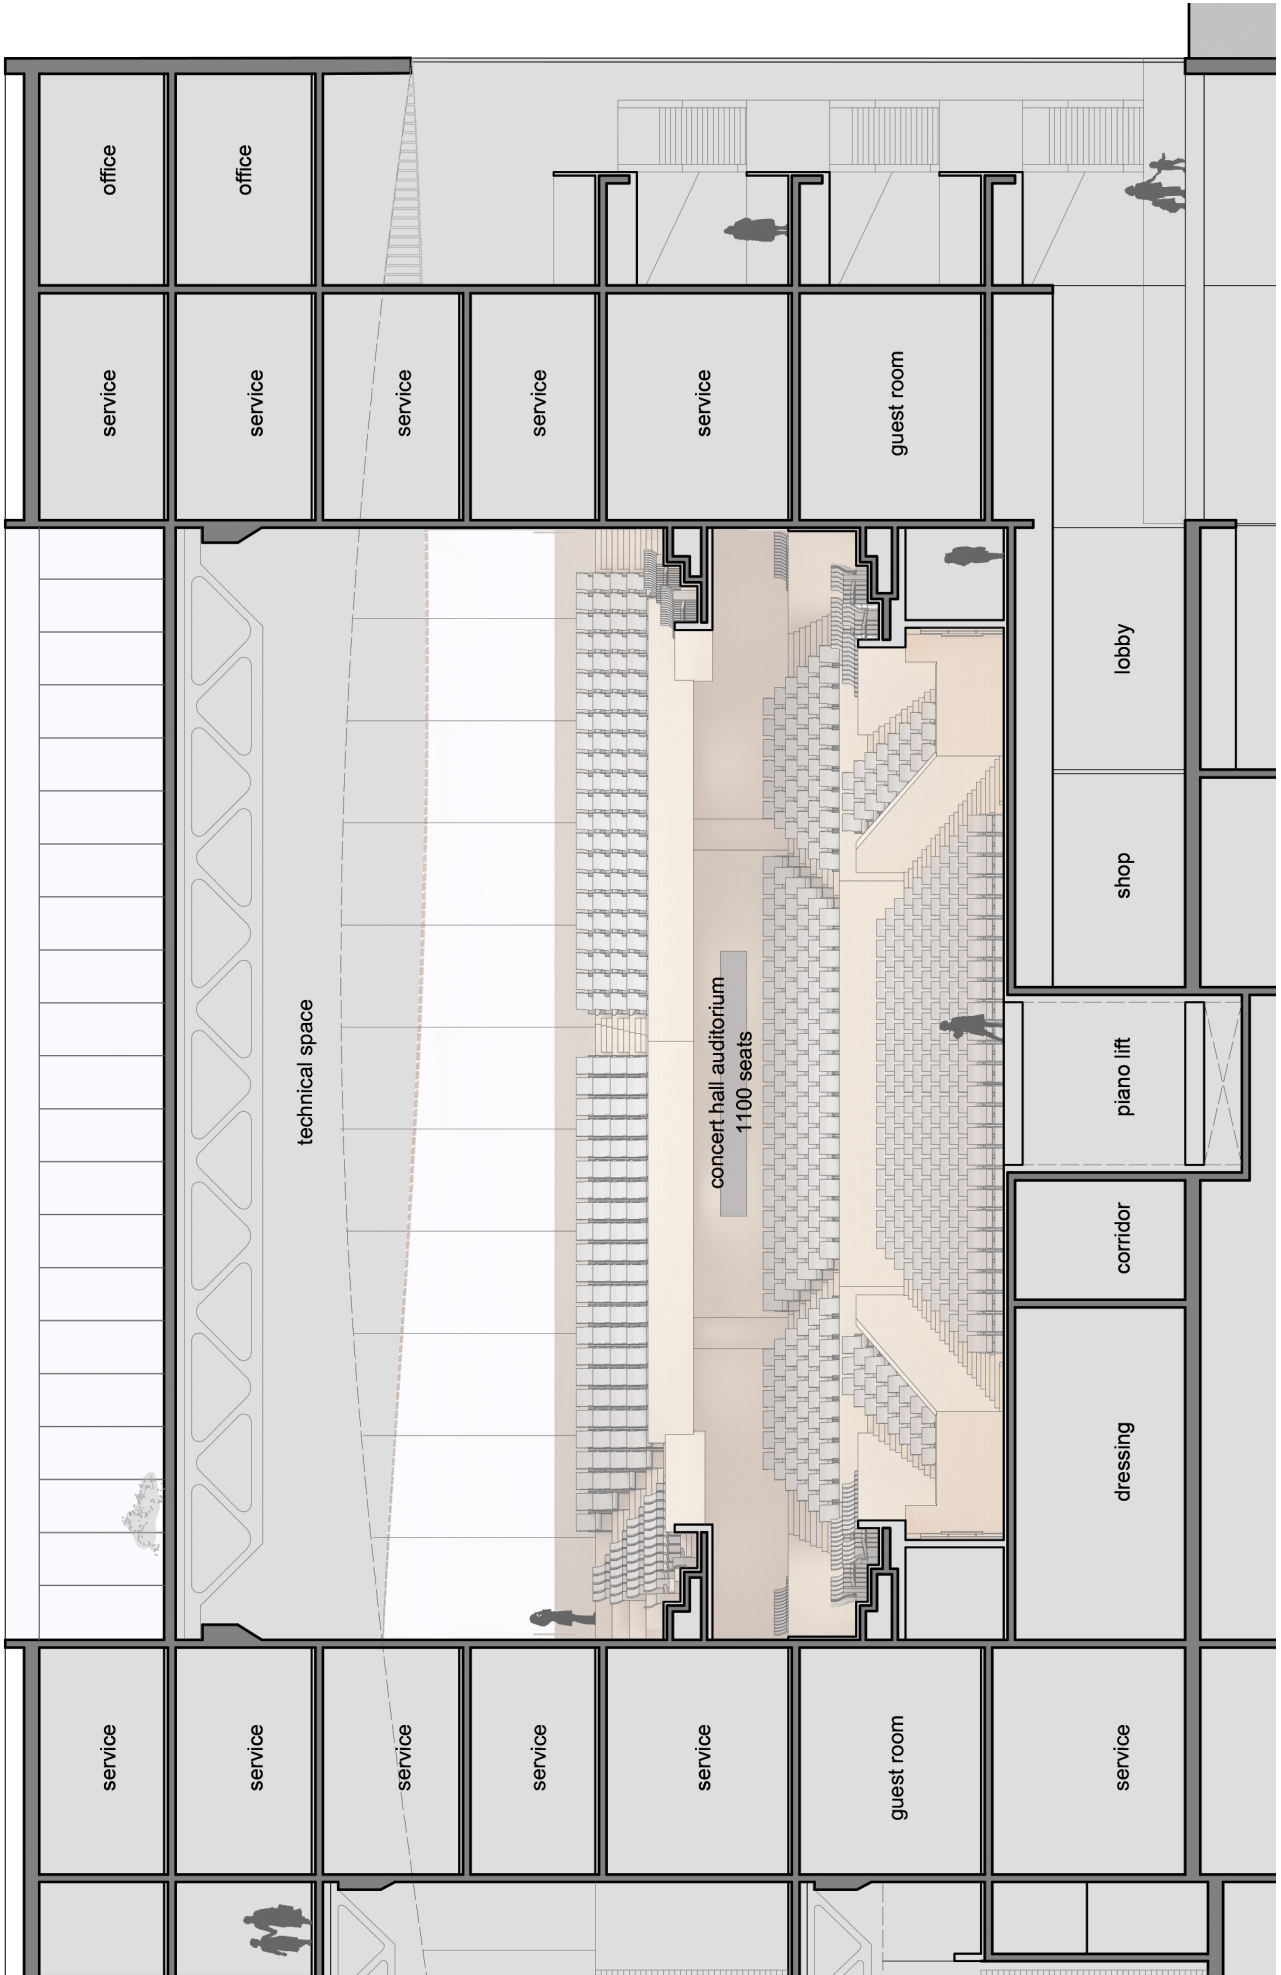 service
service
office
service
service
office
technical space
service
service
service
service
service
concert hall auditorium
1100 seats
service
guest room
guest room
service
dressing
corridor
piano lift
shop
lobby